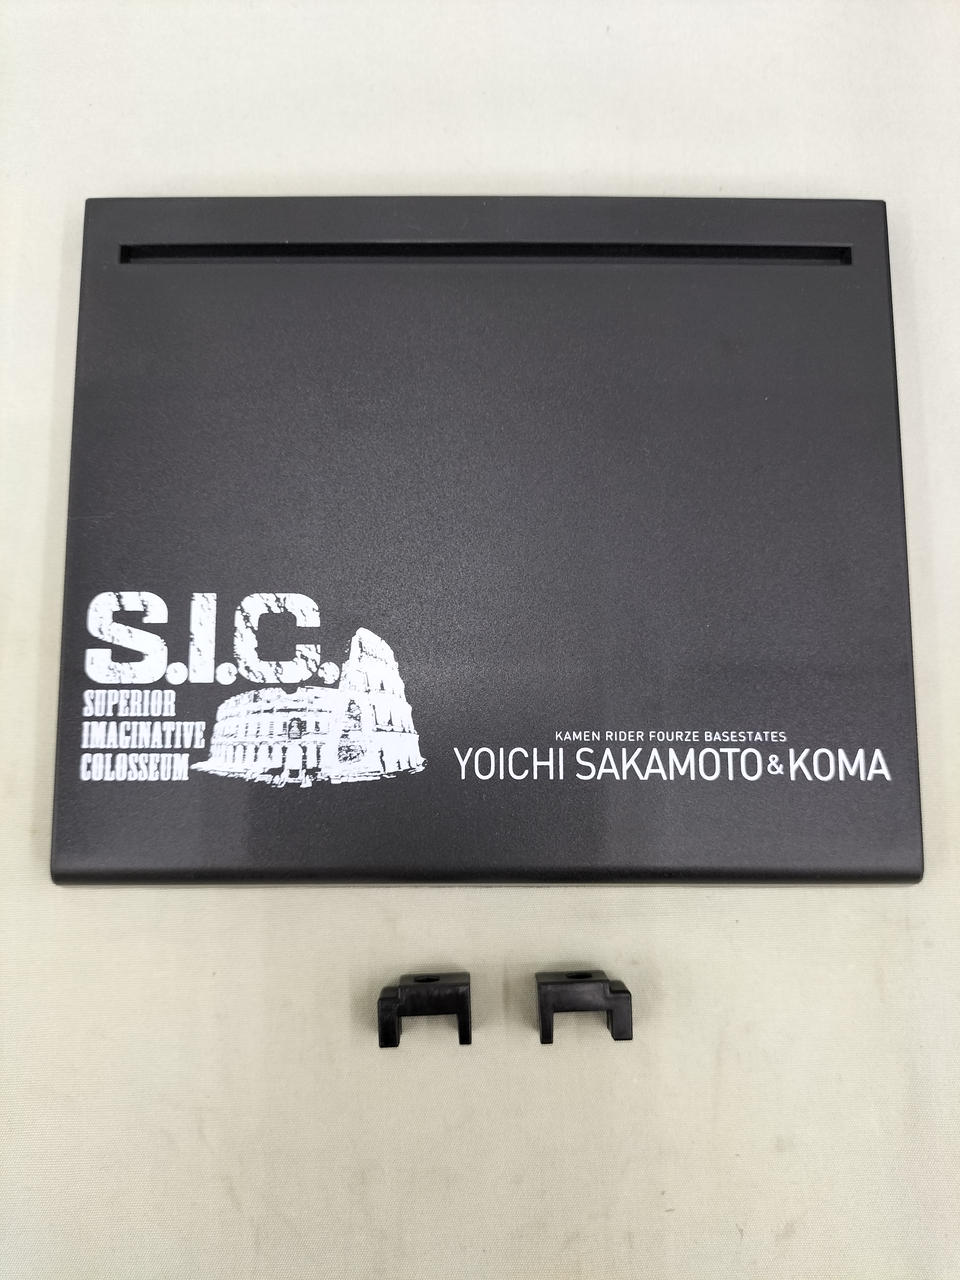 S.I.C.
SUPERIOR
IMAGINATIVE
COLOSSEUM
KAMEN RIDER FOURZE BASESTATES
YOICHI SAKAMOTO & KOMA